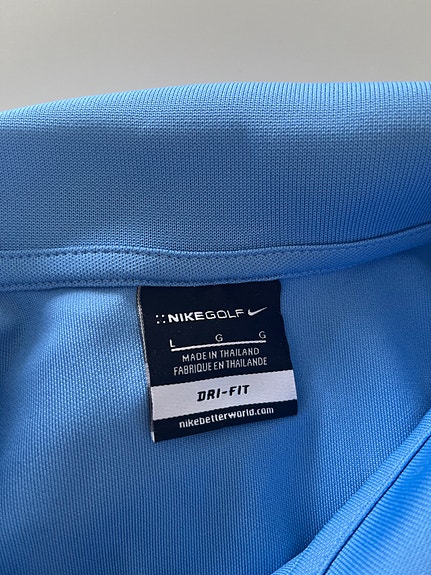 NIKEGOLF
L G G
MADE IN THAILAND
FABRIQUE EN THAILANDE
DRI-FIT
nikebetterworld.com